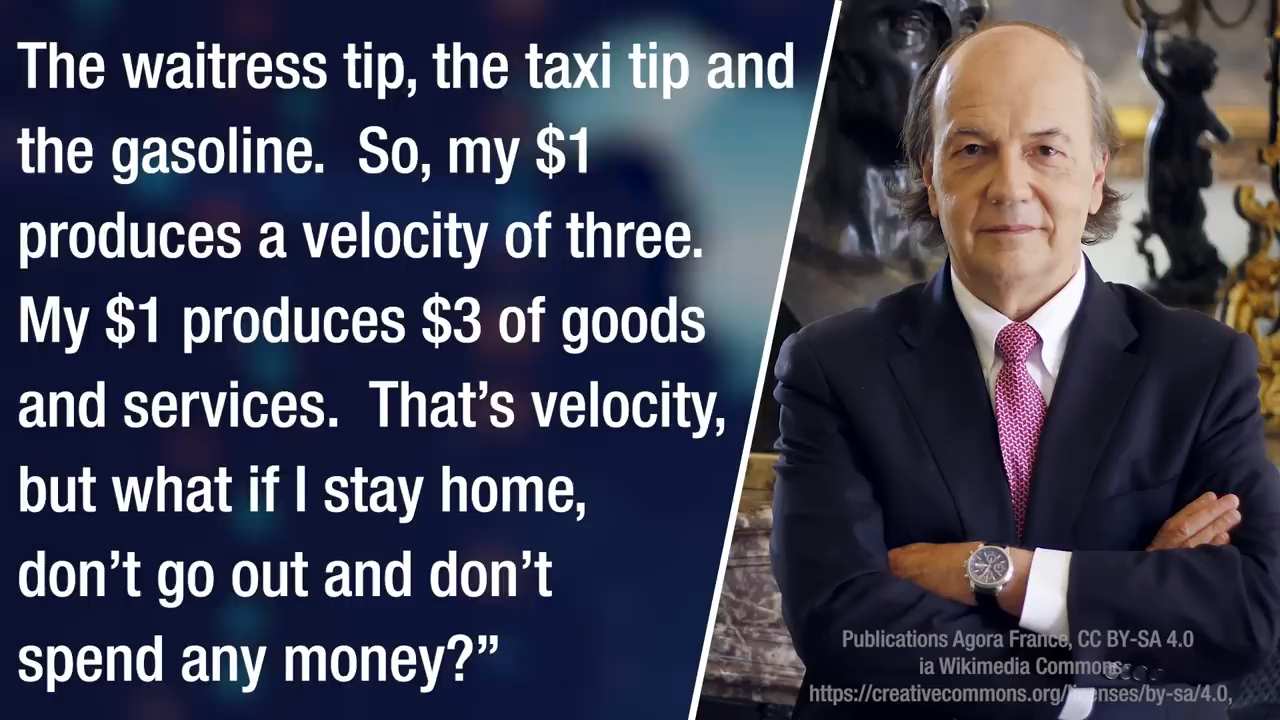 The waitress tip, the taxi tip and
the gasoline.  So, my $1
produces a velocity of three.
My $1 produces $3 of goods
and services.  That’s velocity,
but what if I stay home,
don’t go out and don’t
spend any money?”
Publications Agora France, CC BY-SA 4.0
ia Wikimedia Commons:
https://creativecommons.org/licenses/by-sa/4.0,